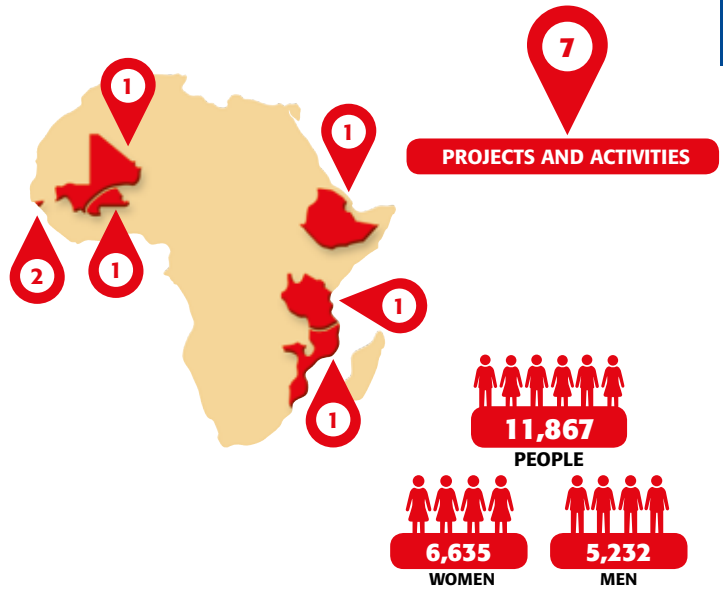 7
PROJECTS AND ACTIVITIES
1
1
2
1
1
1
11,867
PEOPLE
6,635
WOMEN
5,232
MEN